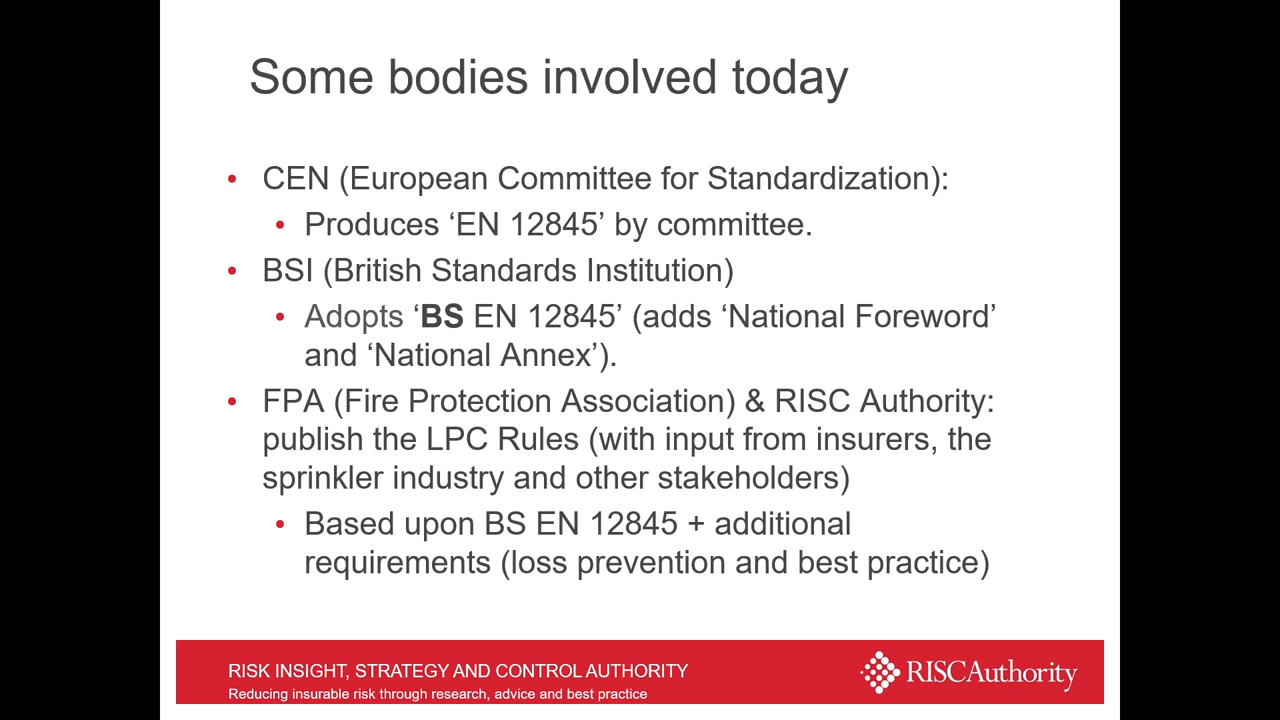 Some bodies involved today
• CEN (European Committee for Standardization):
• Produces ‘EN 12845’ by committee.
• BSI (British Standards Institution)
• Adopts ‘BS EN 12845’ (adds ‘National Foreword’
and ‘National Annex’).
• FPA (Fire Protection Association) & RISC Authority:
publish the LPC Rules (with input from insurers, the
sprinkler industry and other stakeholders)
• Based upon BS EN 12845 + additional
requirements (loss prevention and best practice)
RISK INSIGHT, STRATEGY AND CONTROL AUTHORITY
Reducing insurable risk through research, advice and best practice
RISCAuthority